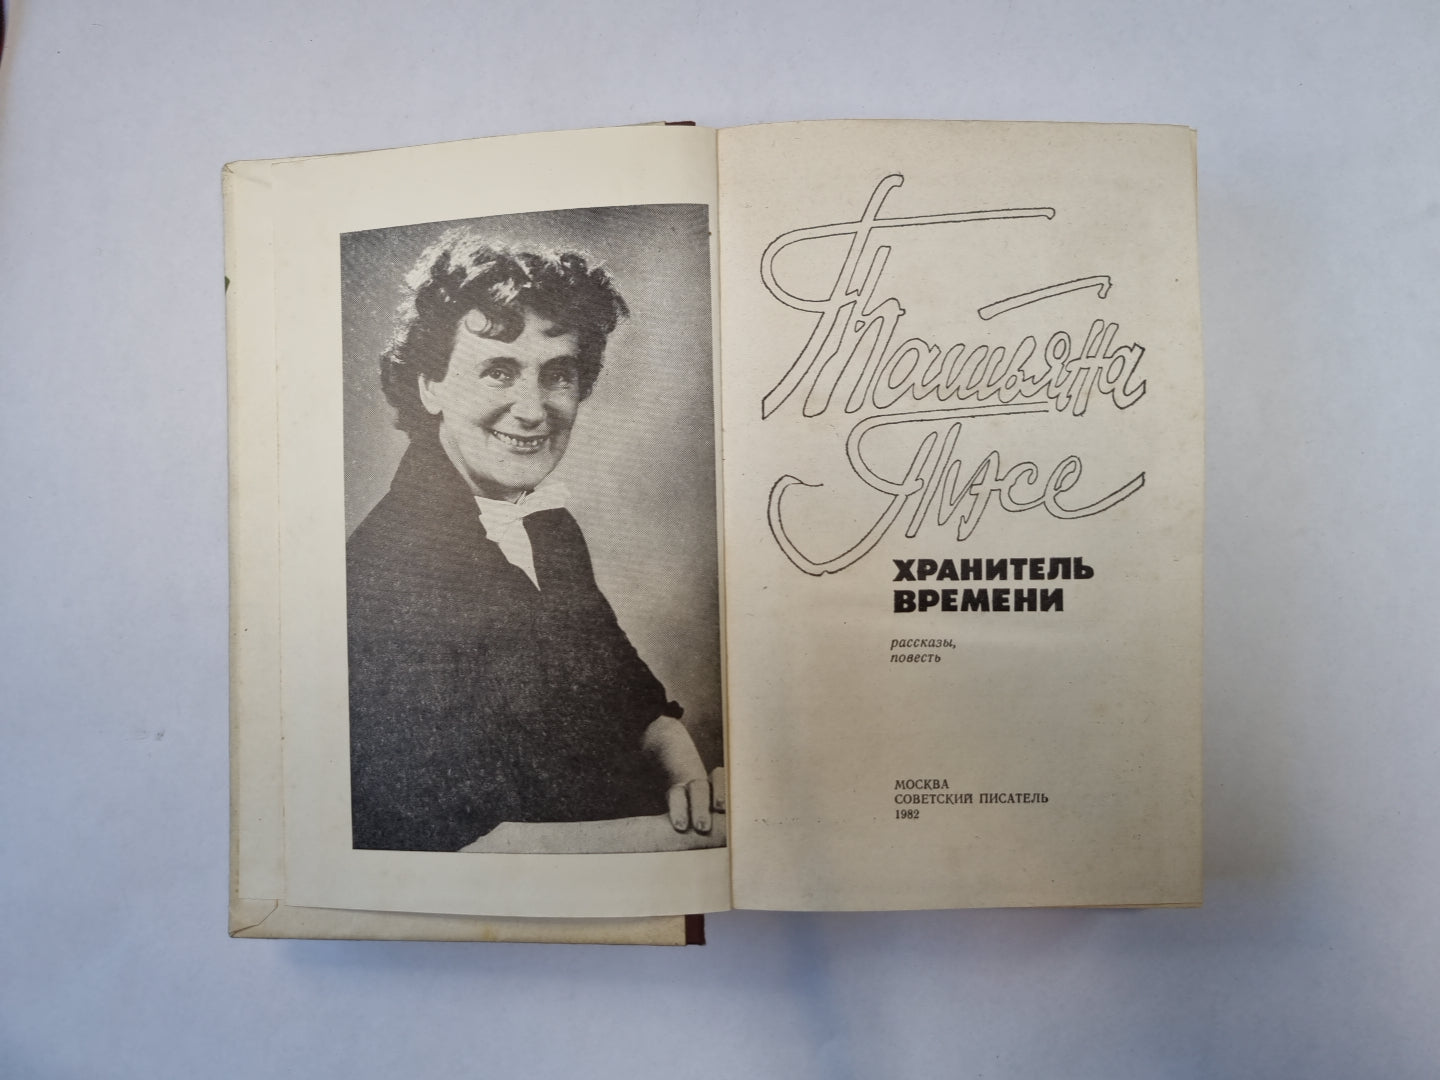 Татьяна
Тэсс
ХРАНИТЕЛЬ
ВРЕМЕНИ
рассказы,
повесть
МОСКВА
СОВЕТСКИЙ ПИСАТЕЛЬ
1982